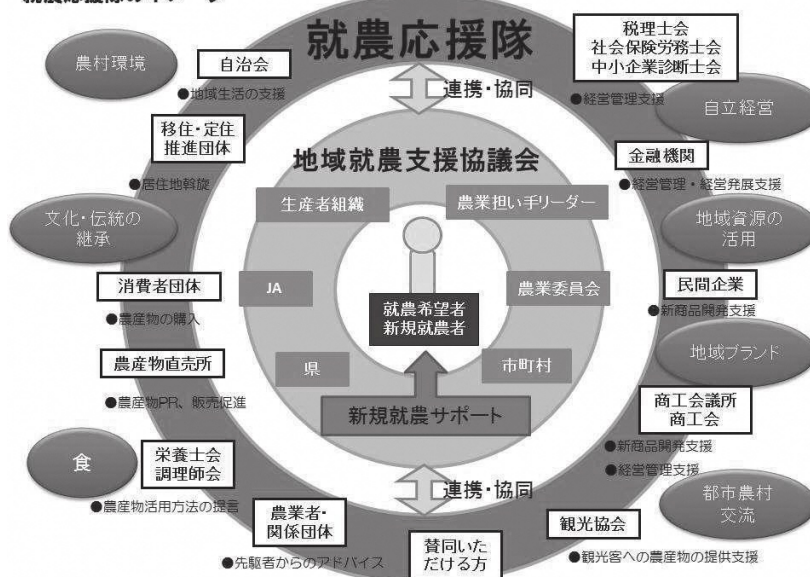 就農応援隊
農村環境
自治会
●地域生活の支援
移住・定住
推進団体
●居住地斡旋
文化・伝統の
継承
消費者団体
●農産物の購入
農産物直売所
●農産物PR、販売促進
食
栄養士会
調理師会
●農産物活用方法の提言
農業者・
関係団体
●先駆者からのアドバイス
賛同いた
だける方
連携・協同
地域就農支援協議会
生産者組織
農業担い手リーダー
JA
農業委員会
就農希望者
新規就農者
県
市町村
新規就農サポート
連携・協同
税理士会
社会保険労務士会
中小企業診断士会
●経営管理支援
自立経営
金融機関
●経営管理・経営発展支援
地域資源の
活用
民間企業
●新商品開発支援
地域ブランド
商工会議所
商工会
●新商品開発支援
●経営管理支援
都市農村
交流
観光協会
●観光客への農産物の提供支援